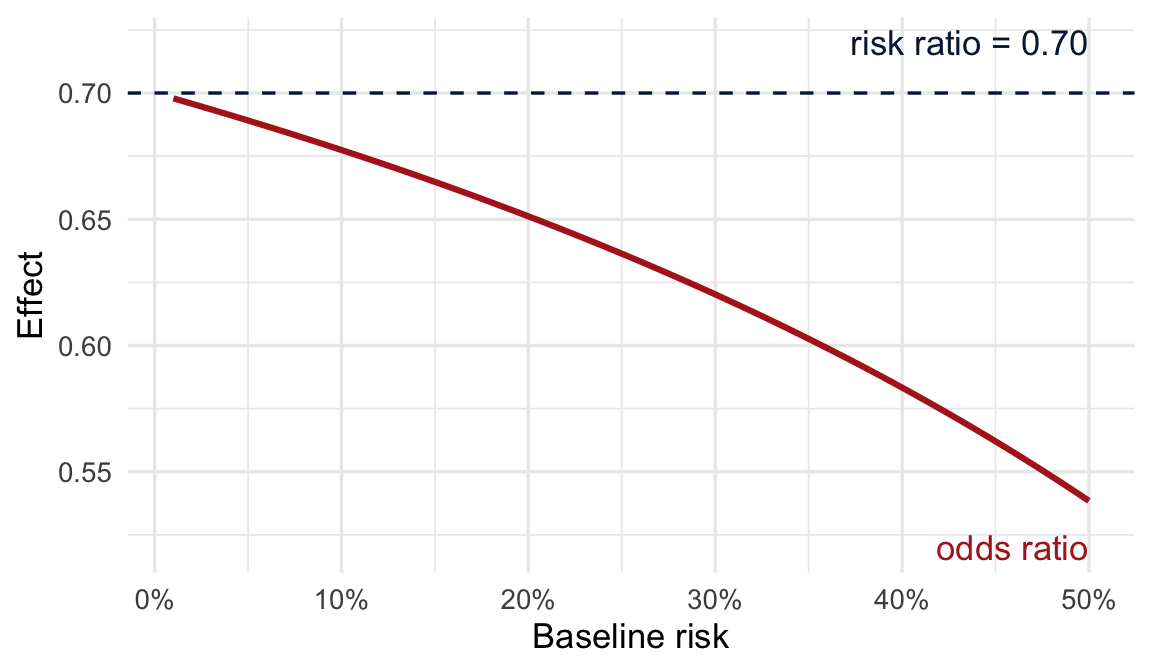 risk ratio = 0.70
0.70
0.65
0.60
0.55
Effect
odds ratio
0%
10%
20%
30%
40%
50%
Baseline risk